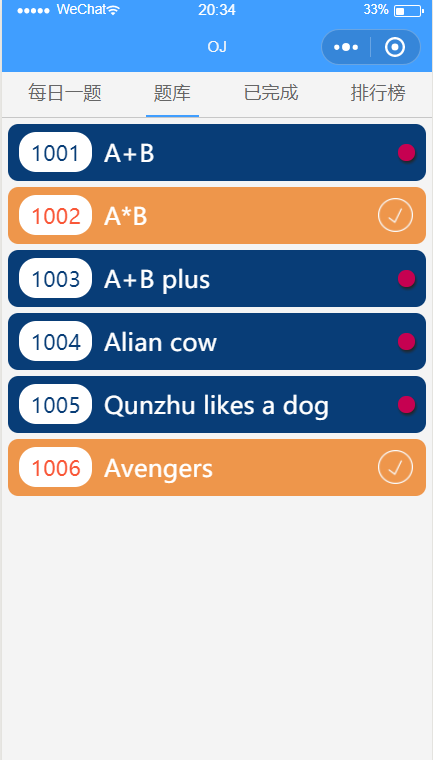 WeChat 20:34 33%
OJ
每日一题 题库 已完成 排行榜
1001 A+B
1002 A*B
1003 A+B plus
1004 Alian cow
1005 Qunzhu likes a dog
1006 Avengers